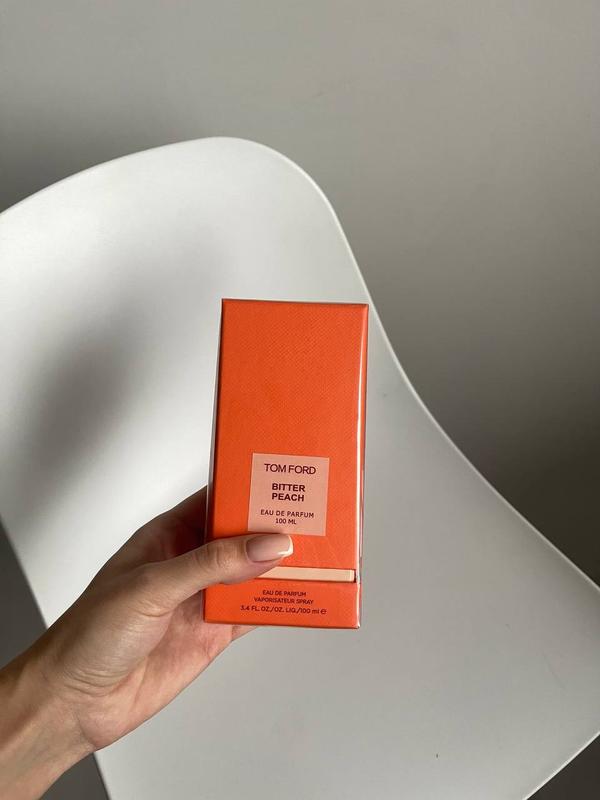 TOM FORD
BITTER
PEACH
EAU DE PARFUM
100 ML
EAU DE PARFUM
VAPORISATEUR SPRAY
3.4 FL. OZ./OZ. LIQ./100 ml ℮